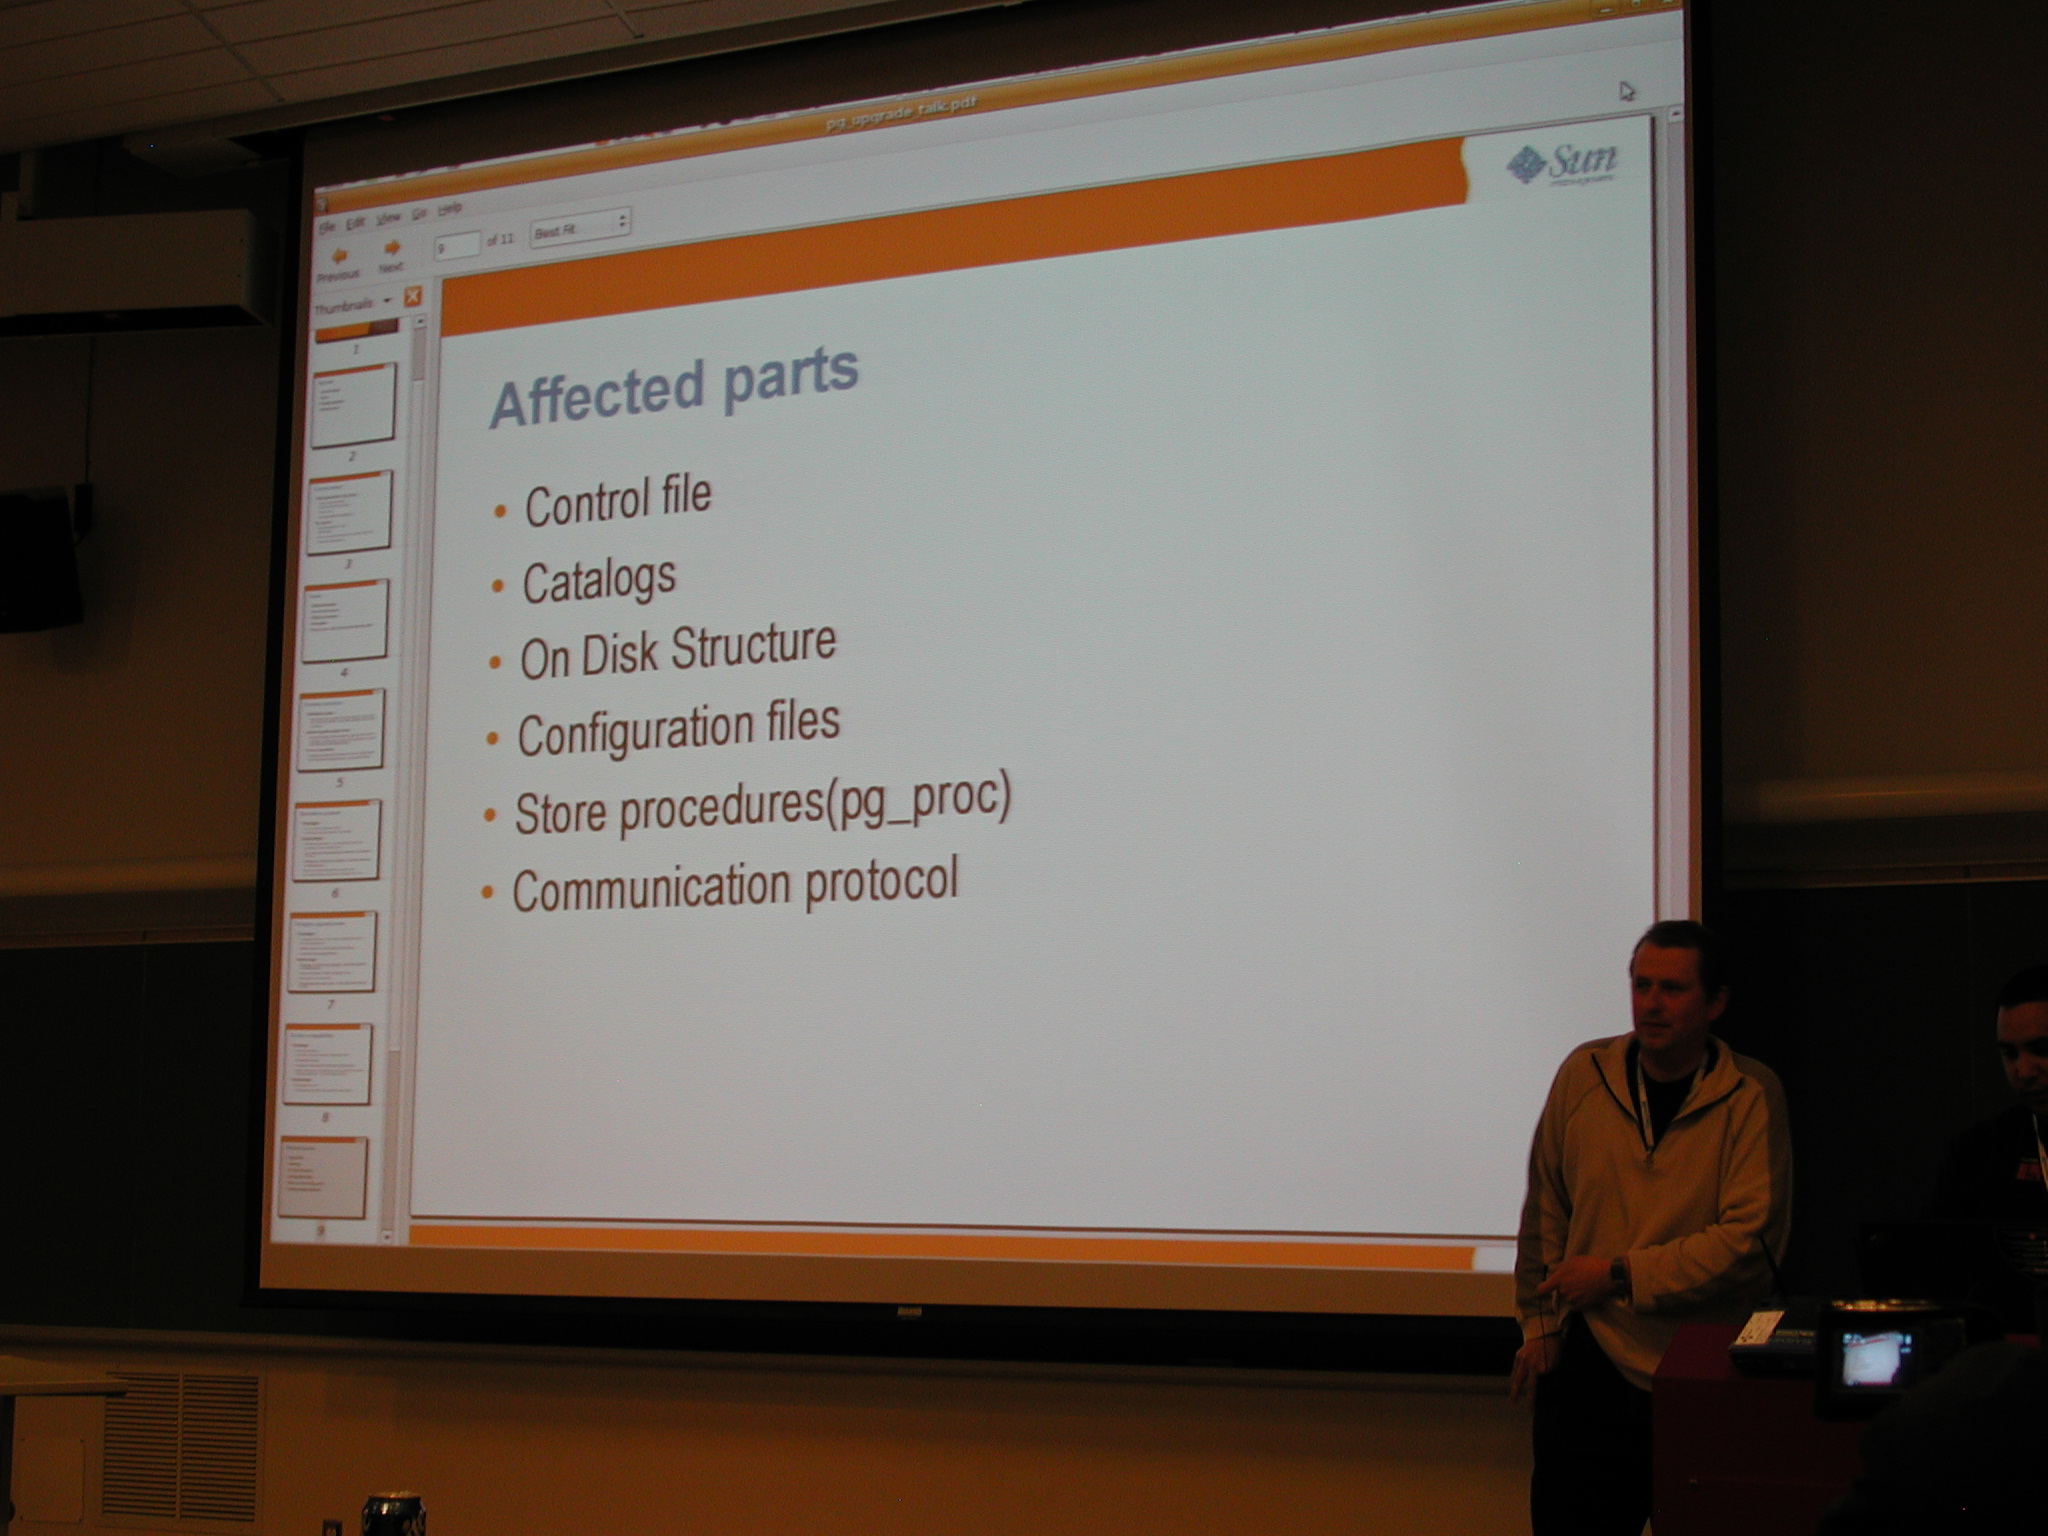 pg_upgrade_talk.pdf
File Edit View Go Help
Previous Next 9 of 11 Best Fit
Thumbnails
Sun
microsystems
1
2
3
4
5
6
7
8
9
Affected parts
• Control file
• Catalogs
• On Disk Structure
• Configuration files
• Store procedures(pg_proc)
• Communication protocol